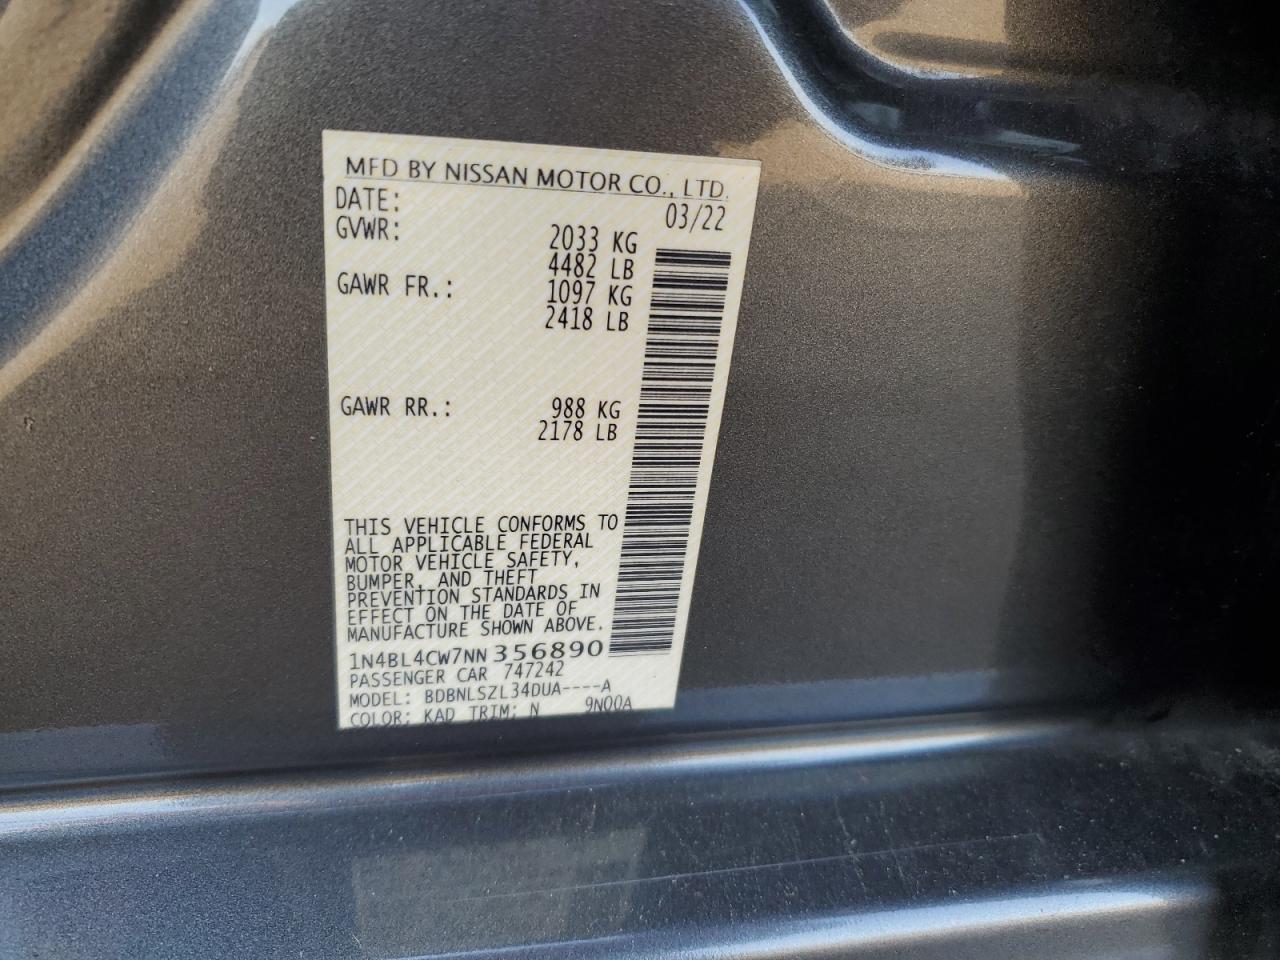 MFD BY NISSAN MOTOR CO., LTD.
DATE: 03/22
GVWR: 2033 KG
4482 LB
GAWR FR.: 1097 KG
2418 LB
GAWR RR.: 988 KG
2178 LB
THIS VEHICLE CONFORMS TO
ALL APPLICABLE FEDERAL
MOTOR VEHICLE SAFETY,
BUMPER, AND THEFT
PREVENTION STANDARDS IN
EFFECT ON THE DATE OF
MANUFACTURE SHOWN ABOVE.
1N4BL4CW7NN356890
PASSENGER CAR 747242
MODEL: BDBNLSZL34DUA----A
COLOR: KAD TRIM: N 9N00A